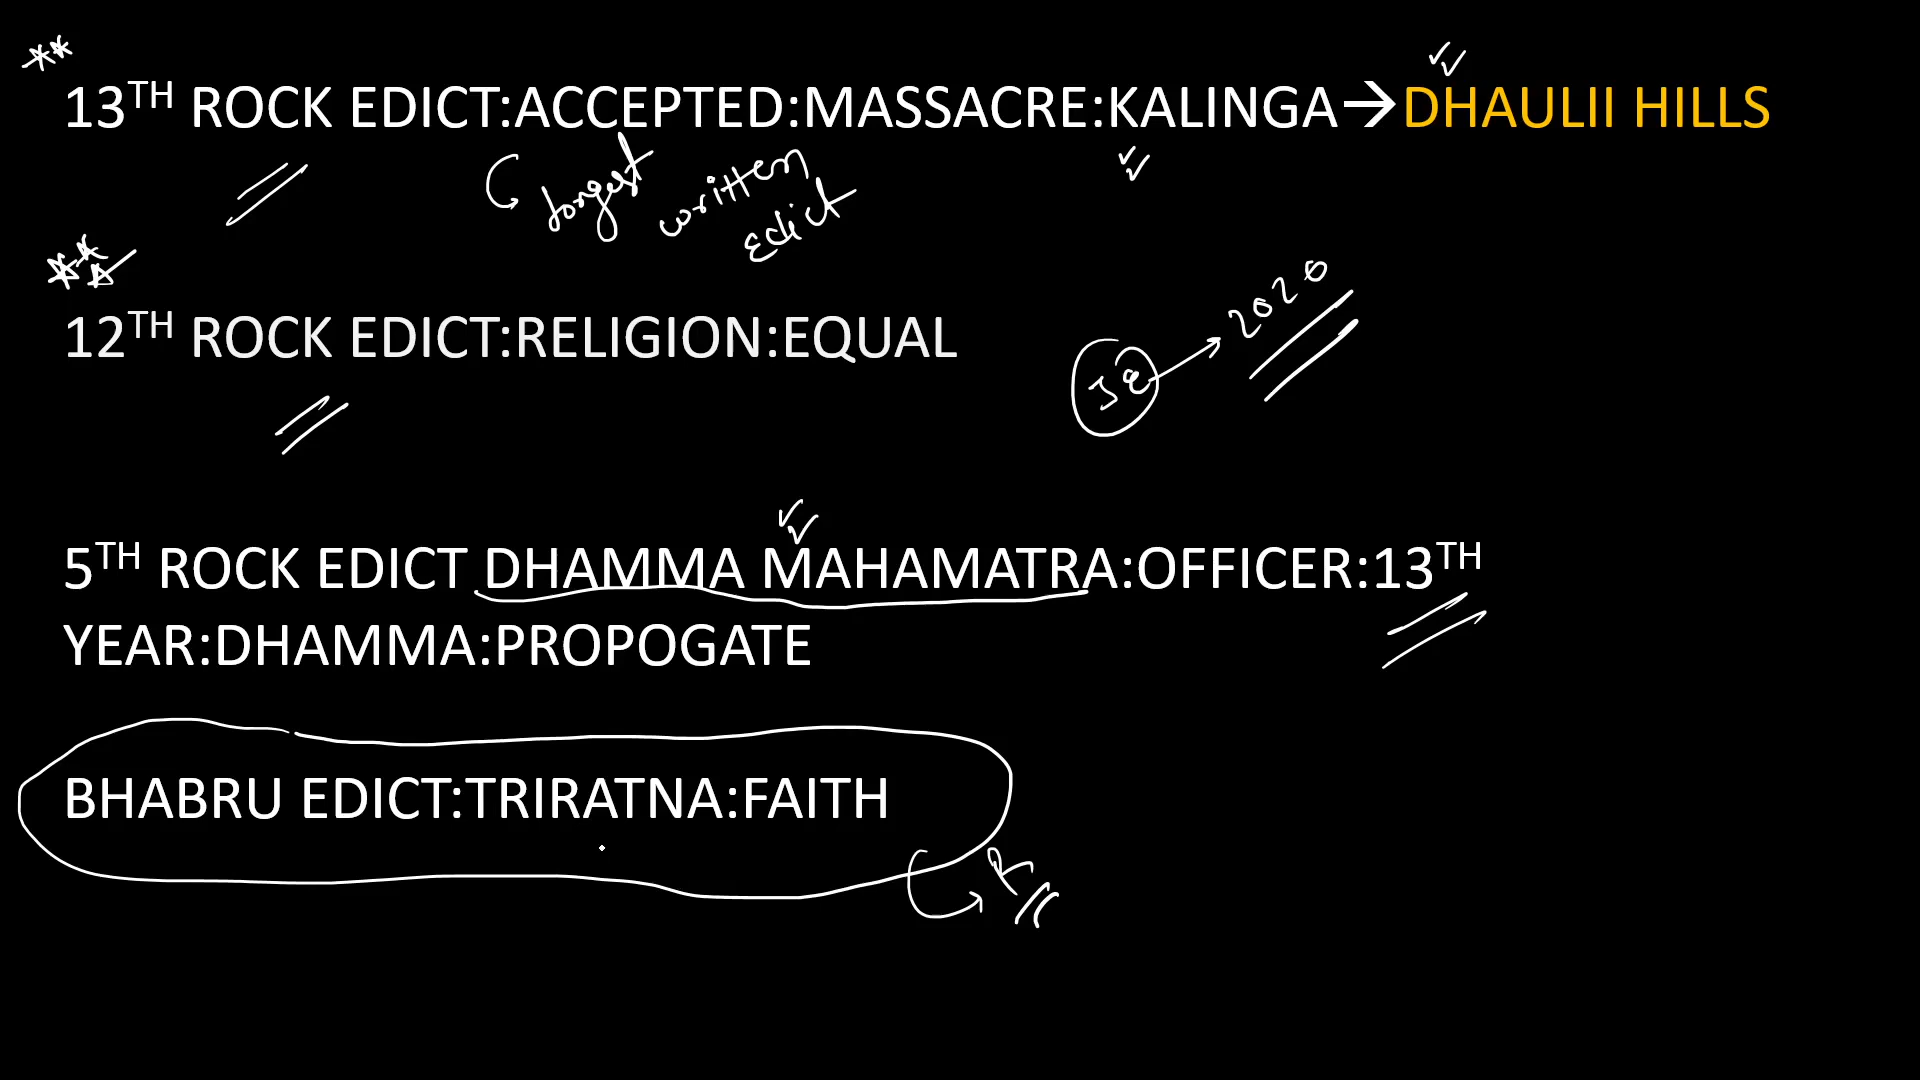 **
13TH ROCK EDICT:ACCEPTED:MASSACRE:KALINGA→DHAULII HILLS
longest written
Edict
12TH ROCK EDICT:RELIGION:EQUAL
JE → 2020
5TH ROCK EDICT DHAMMA MAHAMATRA:OFFICER:13TH
YEAR:DHAMMA:PROPOGATE
BHABRU EDICT:TRIRATNA:FAITH
R